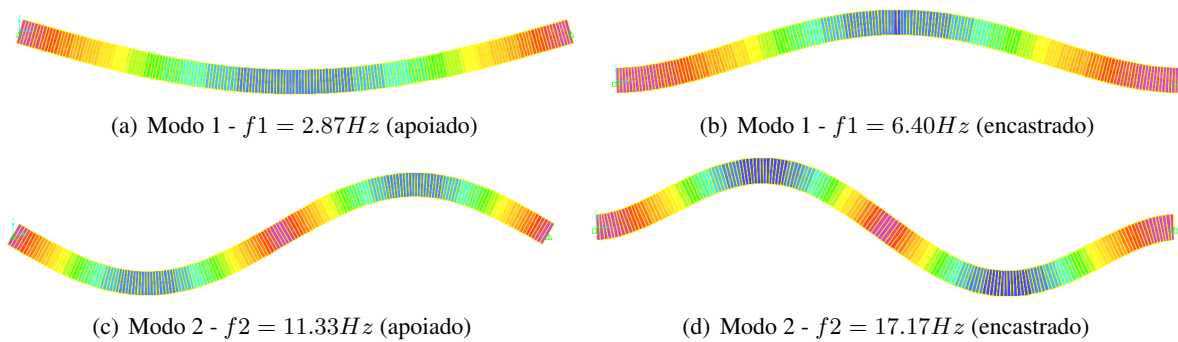 (a) Modo 1 - f1 = 2.87Hz (apoiado)
(b) Modo 1 - f1 = 6.40Hz (encastrado)
(c) Modo 2 - f2 = 11.33Hz (apoiado)
(d) Modo 2 - f2 = 17.17Hz (encastrado)